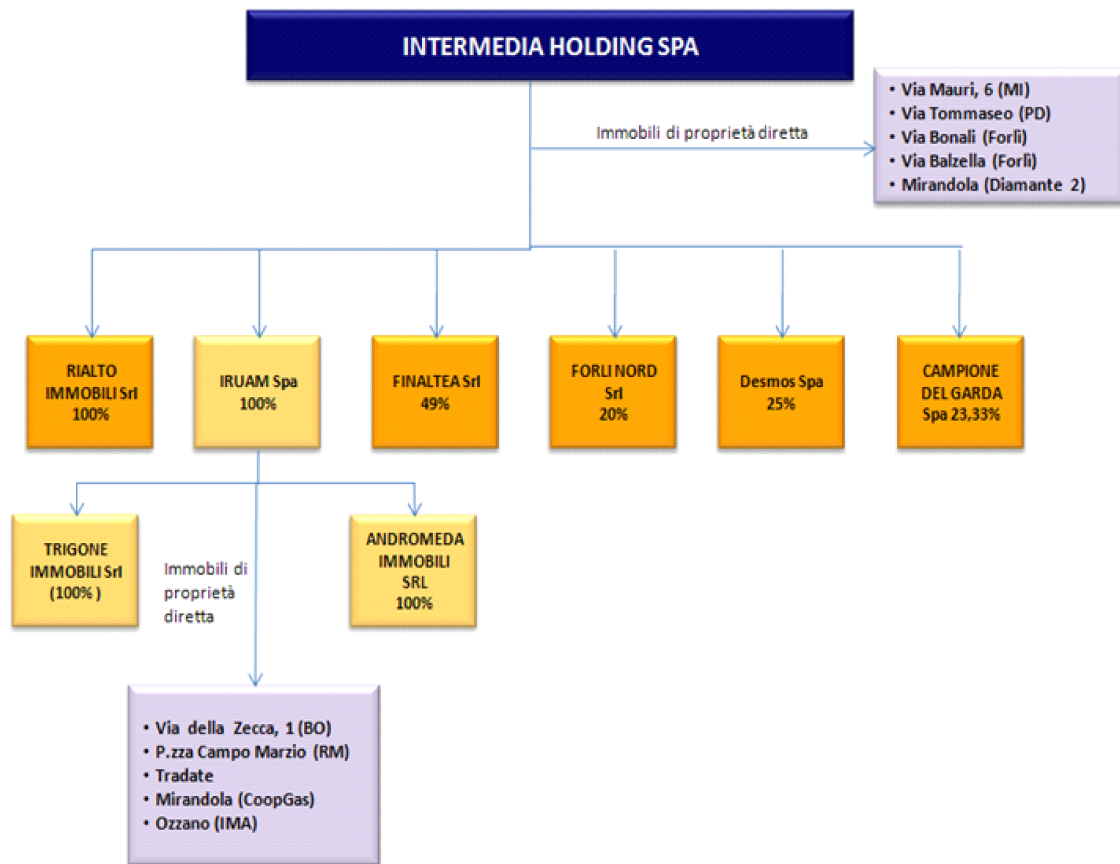 INTERMEDIA HOLDING SPA
• Via Mauri, 6 (MI)
• Via Tommaseo (PD)
• Via Bonali (Forlì)
• Via Balzella (Forlì)
• Mirandola (Diamante 2)
Immobili di proprietà diretta
RIALTO
IMMOBILI Srl
100%
IRUAM Spa
100%
FINALTEA Srl
49%
FORLI NORD
Srl
20%
Desmos Spa
25%
CAMPIONE
DEL GARDA
Spa 23,33%
TRIGONE
IMMOBILI Srl
(100% )
Immobili di
proprietà
diretta
ANDROMEDA
IMMOBILI
SRL
100%
• Via della Zecca, 1 (BO)
• P.zza Campo Marzio (RM)
• Tradate
• Mirandola (CoopGas)
• Ozzano (IMA)